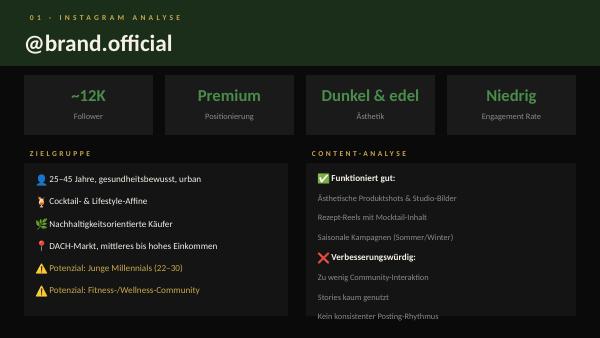 01 · INSTAGRAM ANALYSE
@brand.official
~12K
Follower
Premium
Positionierung
Dunkel & edel
Ästhetik
Niedrig
Engagement Rate
ZIELGRUPPE
👤 25–45 Jahre, gesundheitsbewusst, urban
🍹 Cocktail- & Lifestyle-Affine
🌿 Nachhaltigkeitsorientierte Käufer
📍 DACH-Markt, mittleres bis hohes Einkommen
⚠️ Potenzial: Junge Millennials (22–30)
⚠️ Potenzial: Fitness-/Wellness-Community
CONTENT-ANALYSE
✅ Funktioniert gut:
Ästhetische Produktshots & Studio-Bilder
Rezept-Reels mit Mocktail-Inhalt
Saisonale Kampagnen (Sommer/Winter)
❌ Verbesserungswürdig:
Zu wenig Community-Interaktion
Stories kaum genutzt
Kein konsistenter Posting-Rhythmus